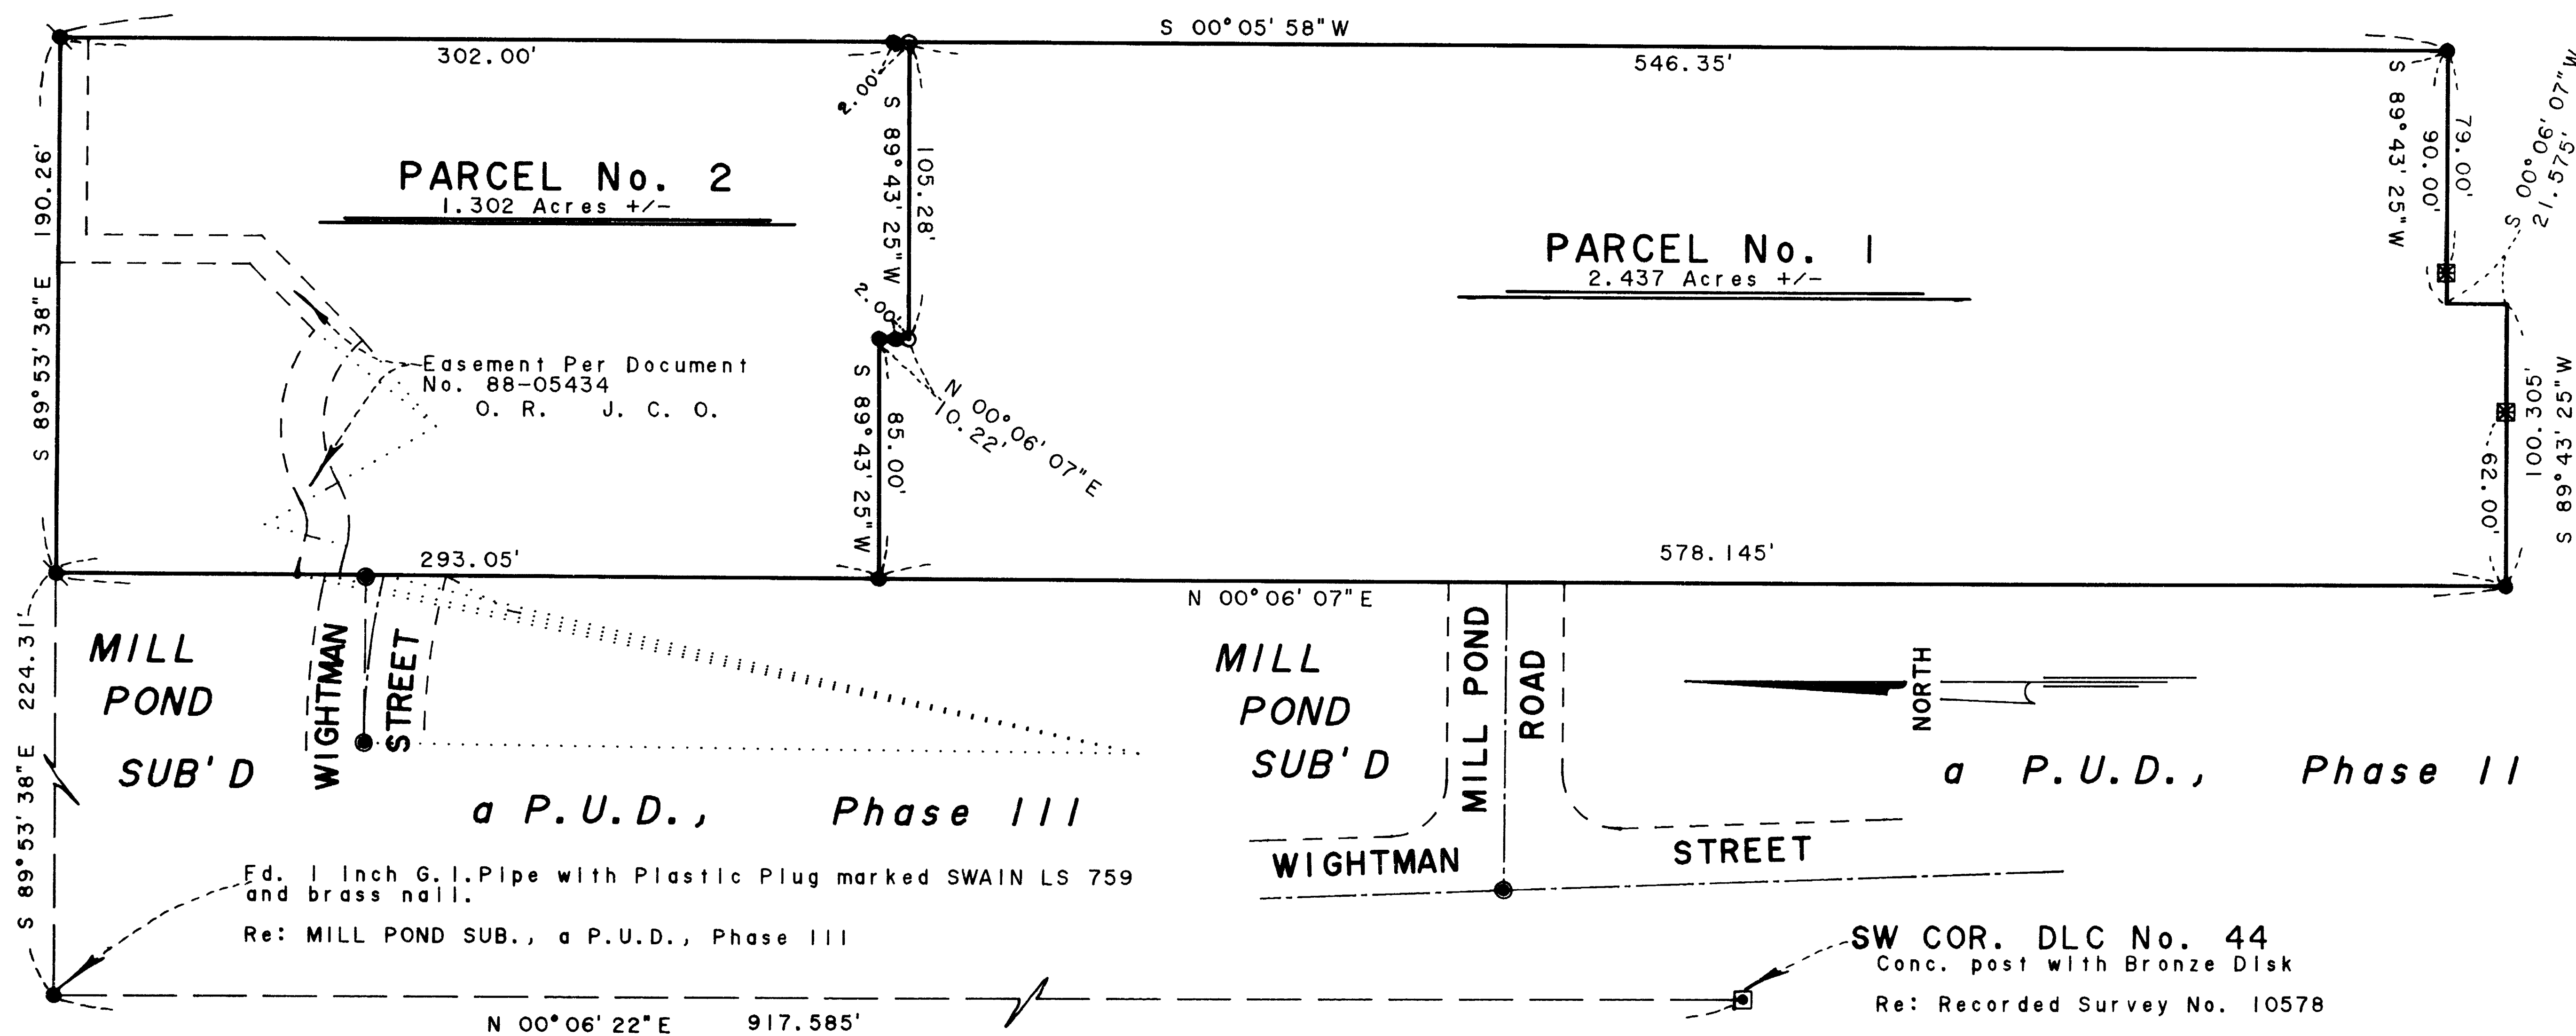 S 00°05'58"W
302.00'
546.35'
2.00'
S 89°43'25"W
105.28'
S 89°43'25"W
79.00'
90.00'
S 00°06'07"W
21.575'
190.26'
S 89°53'38"E
PARCEL No. 2
1.302 Acres +/-
PARCEL No. 1
2.437 Acres +/-
2.00'
Easement Per Document
No. 88-05434
O. R. J. C. O.
N 00°06'07"E
10.22'
S 89°43'25"W
85.00'
62.00'
100.305'
S 89°43'25"W
293.05'
578.145'
N 00°06'07"E
224.31'
S 89°53'38"E
MILL
POND
SUB'D
WIGHTMAN
STREET
a P.U.D., Phase III
MILL
POND
SUB'D
MILL POND
ROAD
NORTH
a P.U.D., Phase II
WIGHTMAN STREET
Fd. 1 inch G.I.Pipe with Plastic Plug marked SWAIN LS 759
and brass nail.
Re: MILL POND SUB., a P.U.D., Phase III
SW COR. DLC No. 44
Conc. post with Bronze Disk
Re: Recorded Survey No. 10578
N 00°06'22"E 917.585'